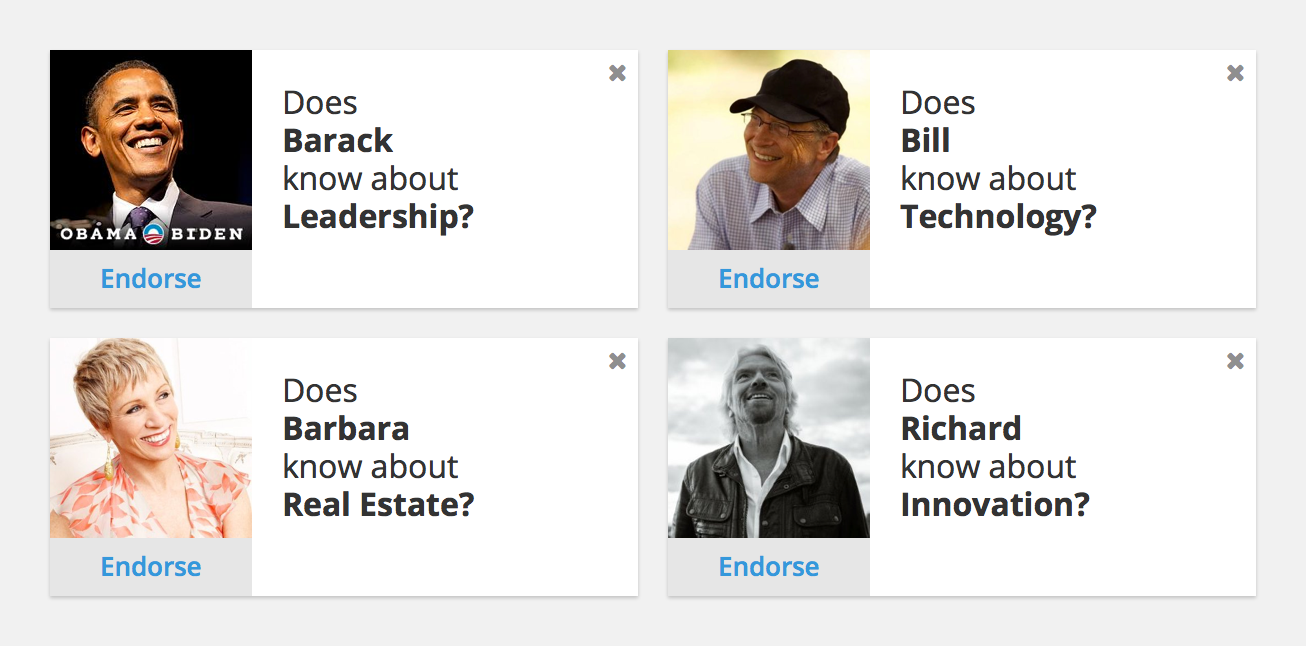 Does
Barack
know about
Leadership?
OBAMA BIDEN
Endorse
Does
Bill
know about
Technology?
Endorse
Does
Barbara
know about
Real Estate?
Endorse
Does
Richard
know about
Innovation?
Endorse